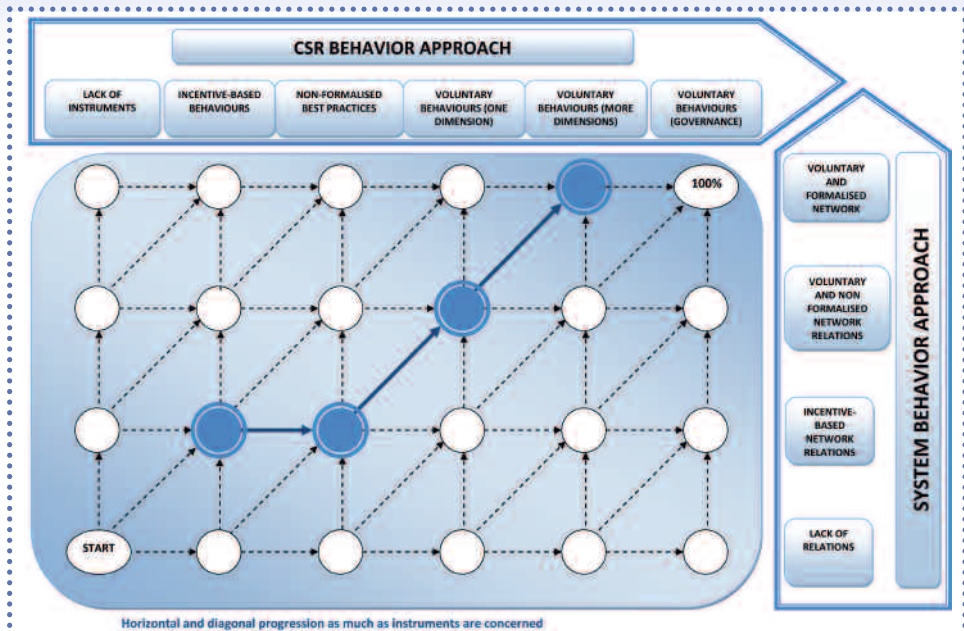 CSR BEHAVIOR APPROACH
LACK OF
INSTRUMENTS
INCENTIVE-BASED
BEHAVIOURS
NON-FORMALISED
BEST PRACTICES
VOLUNTARY
BEHAVIOURS (ONE
DIMENSION)
VOLUNTARY
BEHAVIOURS (MORE
DIMENSIONS)
VOLUNTARY
BEHAVIOURS
(GOVERNANCE)
100%
START
VOLUNTARY
AND
FORMALISED
NETWORK
VOLUNTARY
AND NON
FORMALISED
NETWORK
RELATIONS
INCENTIVE-
BASED
NETWORK
RELATIONS
LACK OF
RELATIONS
SYSTEM BEHAVIOR APPROACH
Horizontal and diagonal progression as much as instruments are concerned